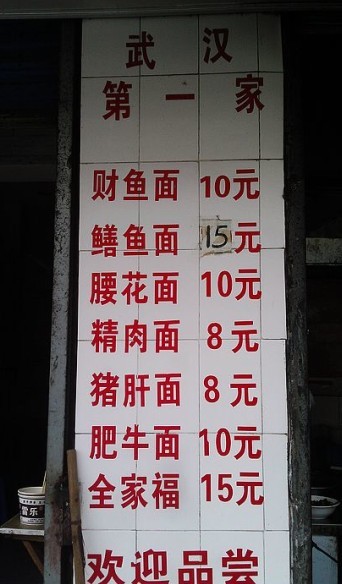 武汉
第一家
财鱼面 10元
鳝鱼面 15元
腰花面 10元
精肉面 8元
猪肝面 8元
肥牛面 10元
全家福 15元
欢迎品尝
雪乐